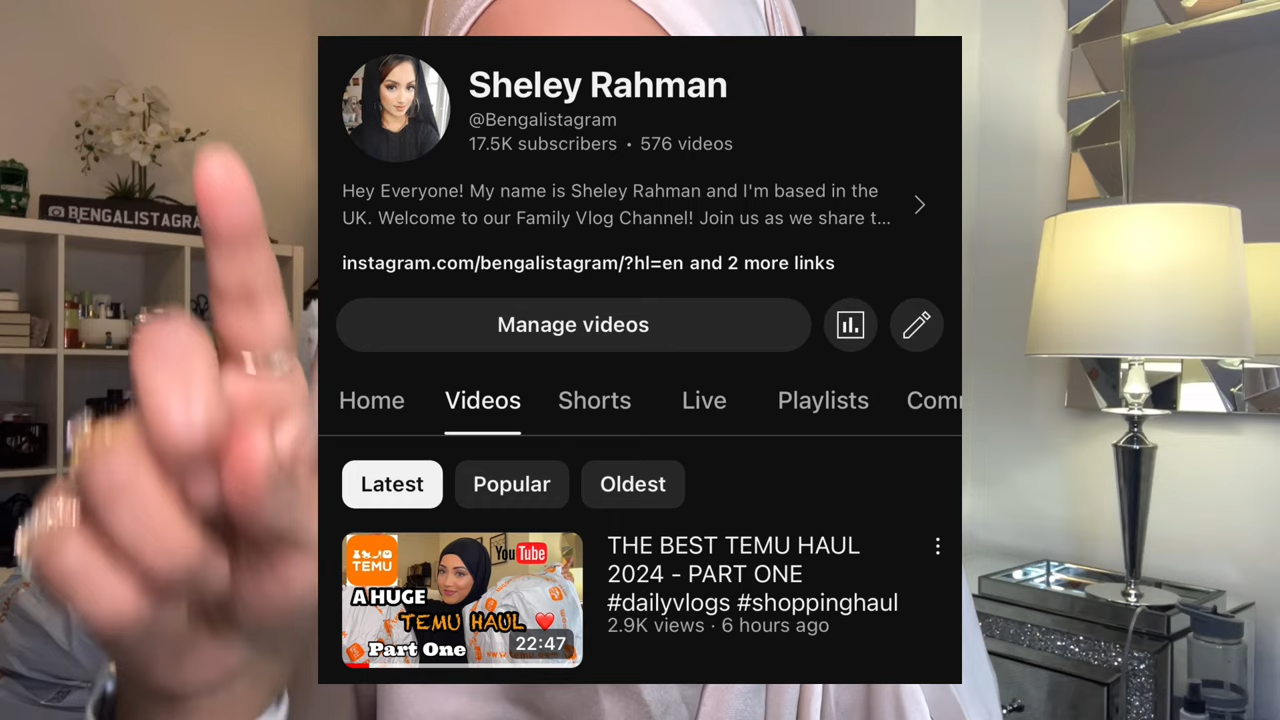 BENGALISTAGRA
Sheley Rahman
@Bengalistagram
17.5K subscribers • 576 videos
Hey Everyone! My name is Sheley Rahman and I'm based in the
UK. Welcome to our Family Vlog Channel! Join us as we share t...
instagram.com/bengalistagram/?hl=en and 2 more links
Manage videos
Home Videos Shorts Live Playlists Com
Latest Popular Oldest
TEMU
YouTube
A HUGE
TEMU HAUL
Part One
22:47
THE BEST TEMU HAUL
2024 - PART ONE
#dailyvlogs #shoppinghaul
2.9K views · 6 hours ago